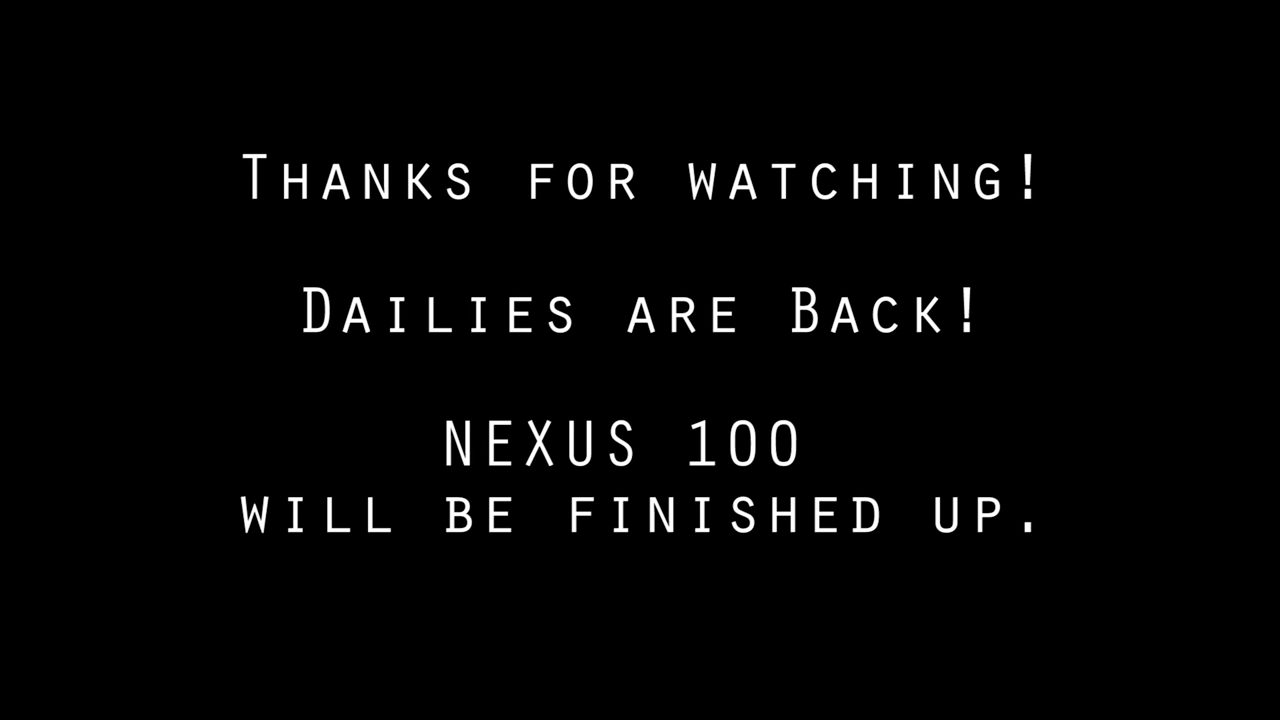 Thanks for watching!
Dailies are Back!
NEXUS 100
will be finished up.